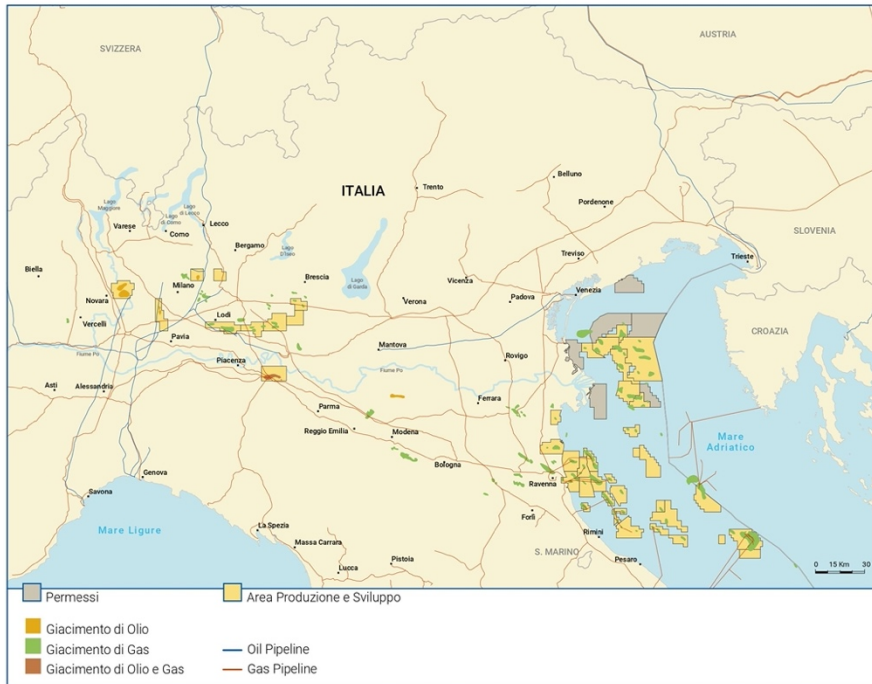 SVIZZERA
AUSTRIA
ITALIA
Trento
Belluno
Pordenone
SLOVENIA
Lago
Maggiore
Lago
di Como
Lago
di Lecco
Lecco
Varese
Como
Bergamo
Lago
d'Iseo
Treviso
Trieste
Biella
Brescia
Lago
di Garda
Vicenza
Milano
Venezia
Novara
Verona
Padova
CROAZIA
Vercelli
Lodi
Pavia
Mantova
Fiume Po
Piacenza
Rovigo
Fiume Po
Asti
Alessandria
Ferrara
Parma
Reggio Emilia
Modena
Mare
Adriatico
Bologna
Genova
Ravenna
Savona
Forlì
Mare Ligure
La Spezia
Rimini
Massa Carrara
S. MARINO
Pistoia
Pesaro
Lucca
0 15 Km 30
Permessi
Area Produzione e Sviluppo
Giacimento di Olio
Giacimento di Gas
Oil Pipeline
Giacimento di Olio e Gas
Gas Pipeline